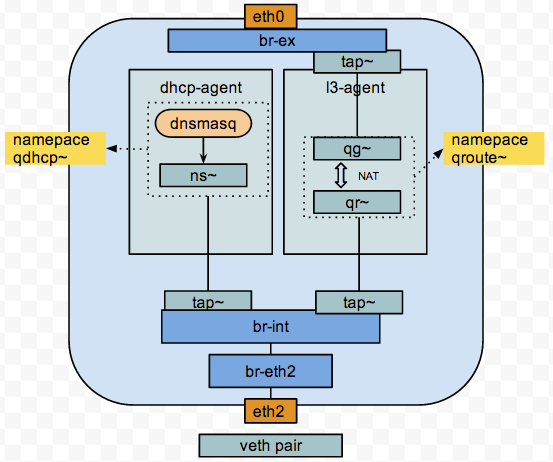 eth0
br-ex
tap~
dhcp-agent
l3-agent
dnsmasq
namepace
qdhcp~
qg~
namepace
qroute~
ns~
NAT
qr~
tap~
tap~
br-int
br-eth2
eth2
veth pair